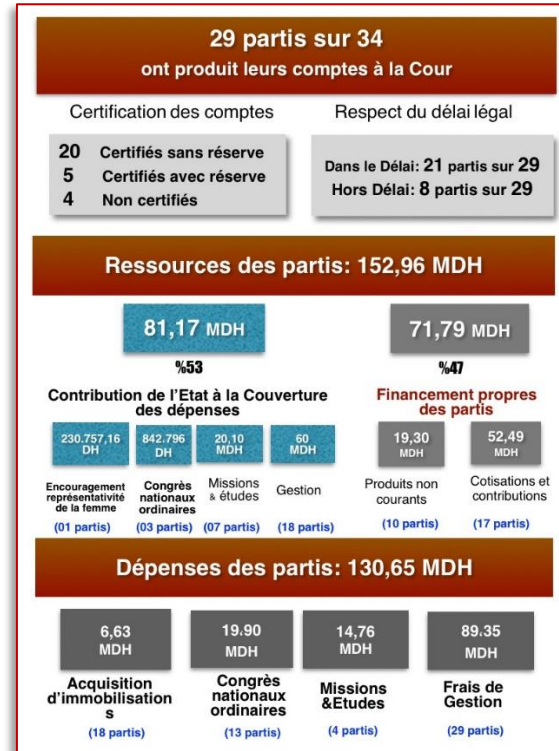 29 partis sur 34
ont produit leurs comptes à la Cour
Certification des comptes
20 Certifiés sans réserve
5 Certifiés avec réserve
4 Non certifiés
Respect du délai légal
Dans le Délai: 21 partis sur 29
Hors Délai: 8 partis sur 29
Ressources des partis: 152,96 MDH
81,17 MDH
%53
Contribution de l'Etat à la Couverture
des dépenses
230.757,16
DH
Encouragement
représentativité
de la femme
(01 partis)
842.796
DH
Congrès
nationaux
ordinaires
(03 partis)
20,10
MDH
Missions
& études
(07 partis)
60
MDH
Gestion
(18 partis)
71,79 MDH
%47
Financement propres
des partis
19,30
MDH
Produits non
courants
(10 partis)
52,49
MDH
Cotisations et
contributions
(17 partis)
Dépenses des partis: 130,65 MDH
6,63
MDH
Acquisition
d'immobilisation
s
(18 partis)
19.90
MDH
Congrès
nationaux
ordinaires
(13 partis)
14,76
MDH
Missions
&Etudes
(4 partis)
89.35
MDH
Frais de
Gestion
(29 partis)